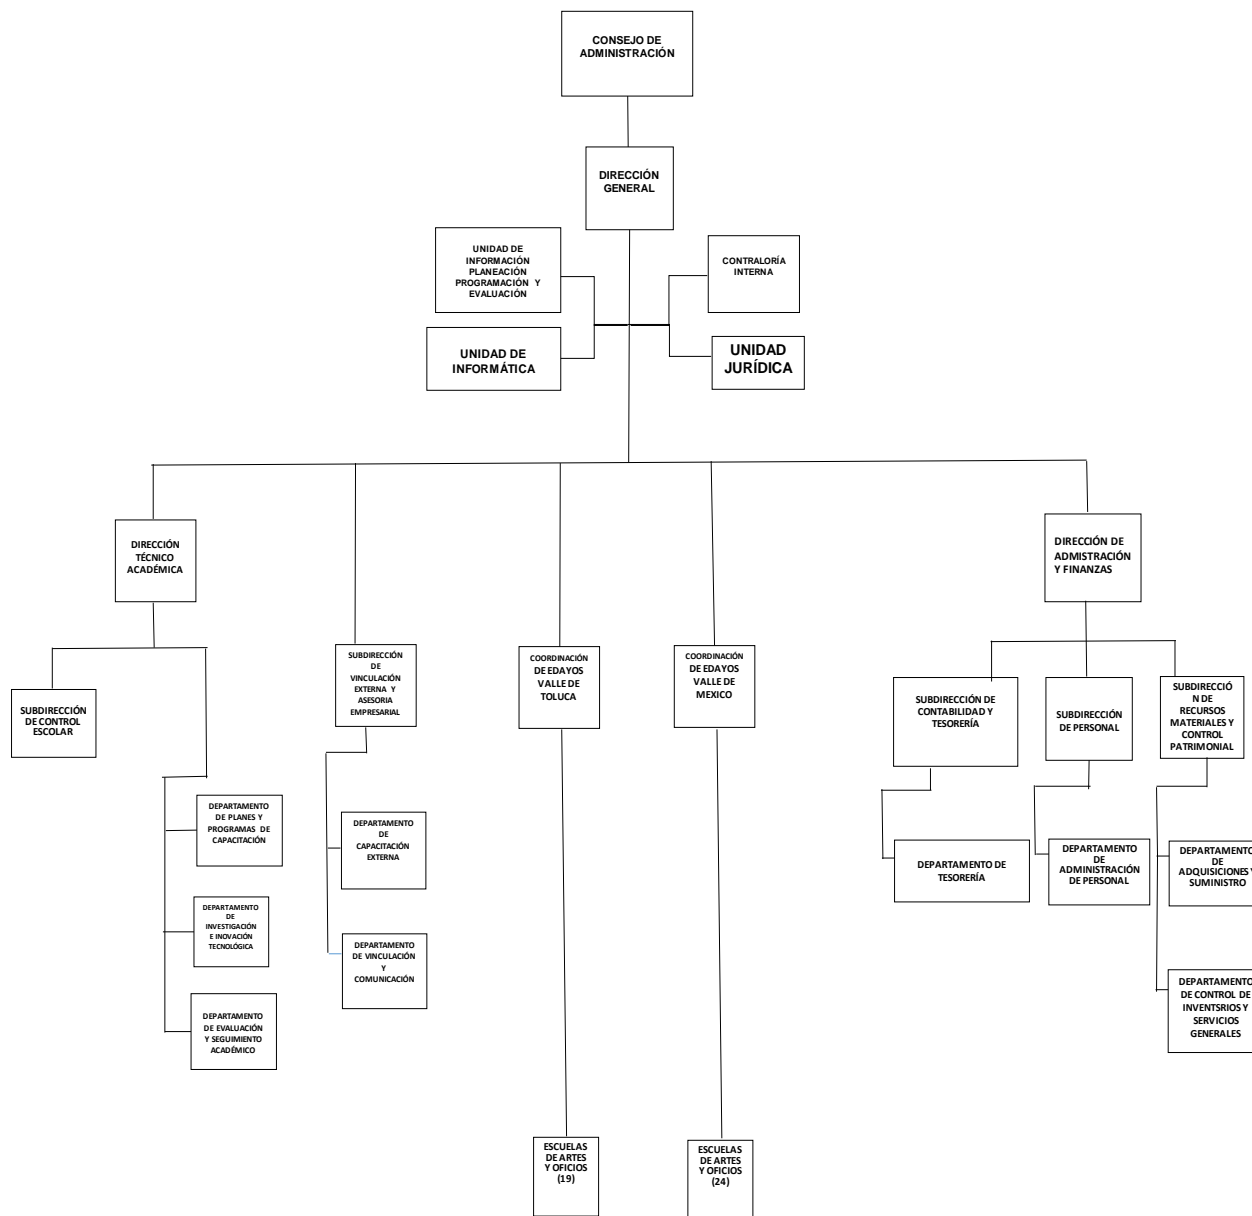 CONSEJO DE
ADMINISTRACIÓN
DIRECCIÓN
GENERAL
UNIDAD DE
INFORMACIÓN
PLANEACIÓN
PROGRAMACIÓN Y
EVALUACIÓN
CONTRALORÍA
INTERNA
UNIDAD DE
INFORMÁTICA
UNIDAD
JURÍDICA
DIRECCIÓN
TÉCNICO
ACADÉMICA
DIRECCIÓN DE
ADMISTRACIÓN
Y FINANZAS
SUBDIRECCIÓN
DE CONTROL
ESCOLAR
SUBDIRECCIÓN
DE
VINCULACIÓN
EXTERNA Y
ASESORIA
EMPRESARIAL
COORDINACIÓN
DE EDAYOS
VALLE DE
TOLUCA
COORDINACIÓN
DE EDAYOS
VALLE DE
MEXICO
SUBDIRECCIÓN DE
CONTABILIDAD Y
TESORERÍA
SUBDIRECCIÓN
DE PERSONAL
SUBDIRECCIÓ
N DE
RECURSOS
MATERIALES Y
CONTROL
PATRIMONIAL
DEPARTAMENTO
DE PLANES Y
PROGRAMAS DE
CAPACITACIÓN
DEPARTAMENTO
DE
INVESTIGACIÓN
E INOVACIÓN
TECNOLÓGICA
DEPARTAMENTO
DE EVALUACIÓN
Y SEGUIMIENTO
ACADÉMICO
DEPARTAMENTO
DE
CAPACITACIÓN
EXTERNA
DEPARTAMENTO
DE VINCULACIÓN
Y
COMUNICACIÓN
DEPARTAMENTO DE
TESORERÍA
DEPARTAMENTO
DE
ADMINISTRACIÓN
DE PERSONAL
DEPARTAMENTO
DE
ADQUISICIONES Y
SUMINISTRO
DEPARTAMENTO
DE CONTROL DE
INVENTSRIOS Y
SERVICIOS
GENERALES
ESCUELAS
DE ARTES
Y OFICIOS
(19)
ESCUELAS
DE ARTES
Y OFICIOS
(24)